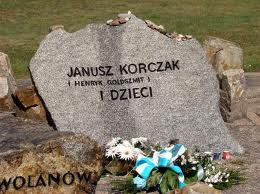 JANUSZ KORCZAK
( HENRYK GOLDSZMIT )
I DZIECI
WOLANÓW